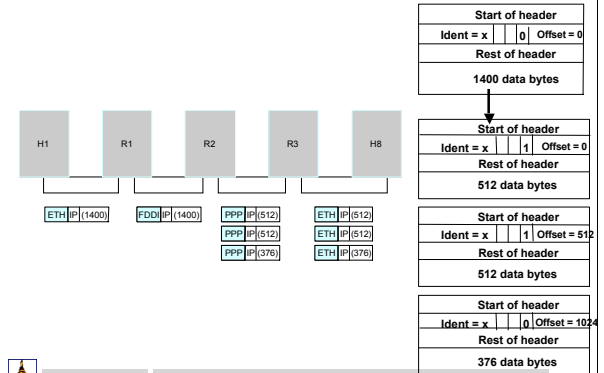 Start of header
Ident = x 0 Offset = 0
Rest of header
1400 data bytes
H1 R1 R2 R3 H8
ETH IP (1400) FDDI IP (1400) PPP IP (512) ETH IP (512)
PPP IP (512) ETH IP (512)
PPP IP (376) ETH IP (376)
Start of header
Ident = x 1 Offset = 0
Rest of header
512 data bytes
Start of header
Ident = x 1 Offset = 512
Rest of header
512 data bytes
Start of header
Ident = x 0 Offset = 1024
Rest of header
376 data bytes